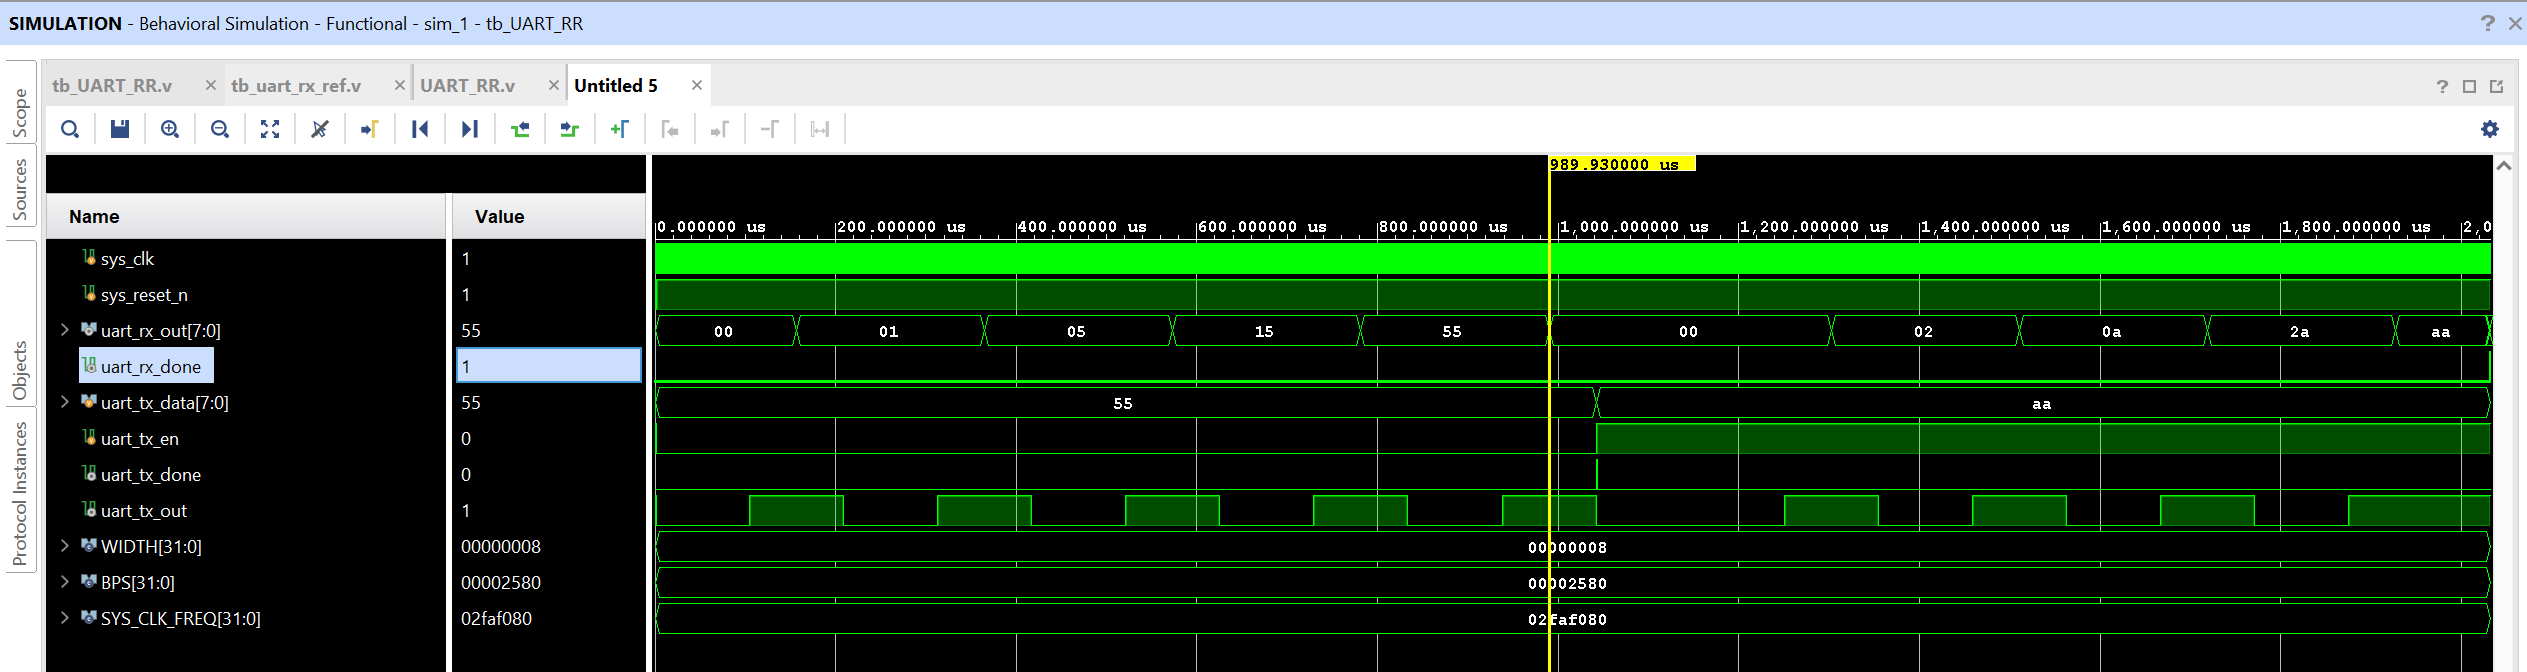 SIMULATION - Behavioral Simulation - Functional - sim_1 - tb_UART_RR
? ×
Scope
Sources
Objects
Protocol Instances
tb_UART_RR.v × tb_uart_rx_ref.v × UART_RR.v × Untitled 5 ×
?
989.930000 us
Name Value
0.000000 us 200.000000 us 400.000000 us 600.000000 us 800.000000 us 1,000.000000 us 1,200.000000 us 1,400.000000 us 1,600.000000 us 1,800.000000 us 2,0
sys_clk 1
sys_reset_n 1
uart_rx_out[7:0] 55 00 01 05 15 55 00 02 0a 2a aa
uart_rx_done 1
uart_tx_data[7:0] 55 55 aa
uart_tx_en 0
uart_tx_done 0
uart_tx_out 1
WIDTH[31:0] 00000008 00000008
BPS[31:0] 00002580 00002580
SYS_CLK_FREQ[31:0] 02faf080 02faf080